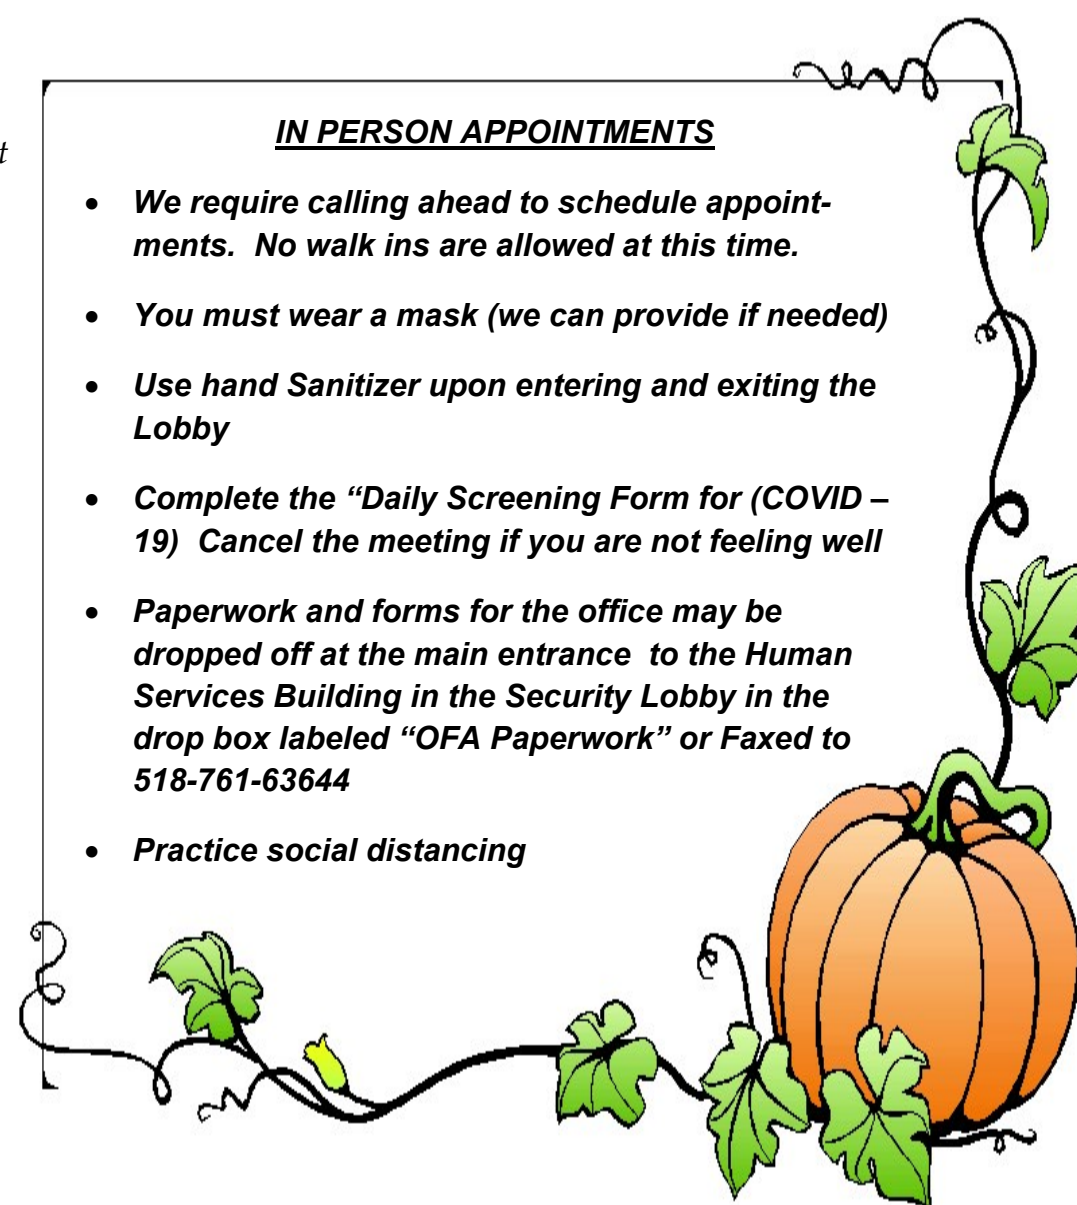 t
IN PERSON APPOINTMENTS
• We require calling ahead to schedule appoint-
ments.  No walk ins are allowed at this time.
• You must wear a mask (we can provide if needed)
• Use hand Sanitizer upon entering and exiting the
Lobby
• Complete the “Daily Screening Form for (COVID –
19)  Cancel the meeting if you are not feeling well
• Paperwork and forms for the office may be
dropped off at the main entrance  to the Human
Services Building in the Security Lobby in the
drop box labeled “OFA Paperwork” or Faxed to
518-761-63644
• Practice social distancing